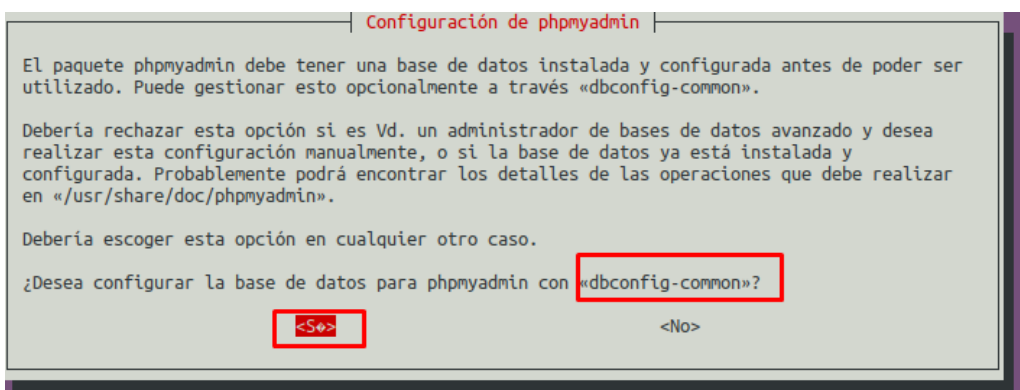 Configuración de phpmyadmin
El paquete phpmyadmin debe tener una base de datos instalada y configurada antes de poder ser
utilizado. Puede gestionar esto opcionalmente a través «dbconfig-common».
Debería rechazar esta opción si es Vd. un administrador de bases de datos avanzado y desea
realizar esta configuración manualmente, o si la base de datos ya está instalada y
configurada. Probablemente podrá encontrar los detalles de las operaciones que debe realizar
en «/usr/share/doc/phpmyadmin».
Debería escoger esta opción en cualquier otro caso.
¿Desea configurar la base de datos para phpmyadmin con «dbconfig-common»?
<S�> <No>